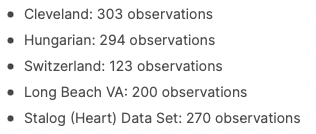 • Cleveland: 303 observations
• Hungarian: 294 observations
• Switzerland: 123 observations
• Long Beach VA: 200 observations
• Stalog (Heart) Data Set: 270 observations